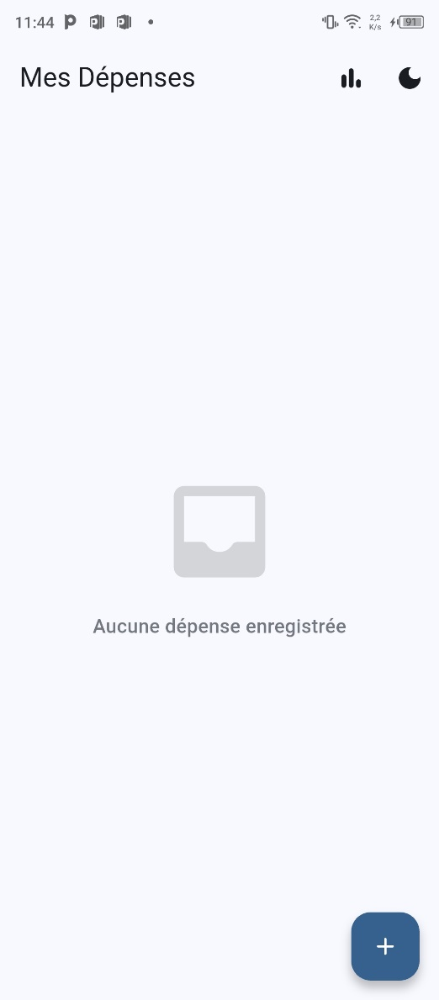 11:44
2,2
K/s
91
Mes Dépenses
Aucune dépense enregistrée